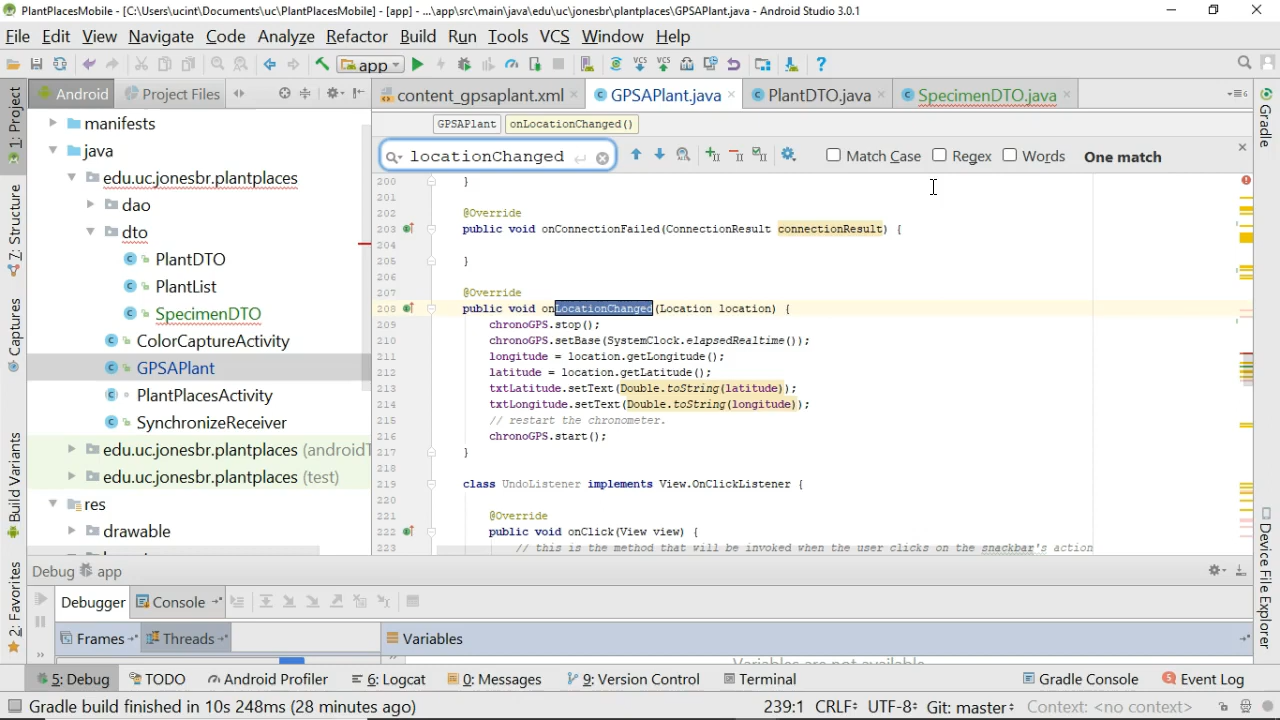 PlantPlacesMobile - [C:\Users\ucint\Documents\uc\PlantPlacesMobile] - [app] - ...\app\src\main\java\edu\uc\jonesbr\plantplaces\GPSAPlant.java - Android Studio 3.0.1
File Edit View Navigate Code Analyze Refactor Build Run Tools VCS Window Help
app
Android Project Files content_gpsaplant.xml GPSAPlant.java PlantDTO.java SpecimenDTO.java
GPSAPlant onLocationChanged()
locationChanged Match Case Regex Words One match
1: Project
7: Structure
Captures
Build Variants
2: Favorites
manifests
java
edu.uc.jonesbr.plantplaces
dao
dto
PlantDTO
PlantList
SpecimenDTO
ColorCaptureActivity
GPSAPlant
PlantPlacesActivity
SynchronizeReceiver
edu.uc.jonesbr.plantplaces (androidT
edu.uc.jonesbr.plantplaces (test)
res
drawable
200 }
201
202 @Override
203 public void onConnectionFailed(ConnectionResult connectionResult) {
204
205 }
206
207 @Override
208 public void onLocationChanged(Location location) {
209 chronoGPS.stop();
210 chronoGPS.setBase(SystemClock.elapsedRealtime());
211 longitude = location.getLongitude();
212 latitude = location.getLatitude();
213 txtLatitude.setText(Double.toString(latitude));
214 txtLongitude.setText(Double.toString(longitude));
215 // restart the chronometer.
216 chronoGPS.start();
217 }
218
219 class UndoListener implements View.OnClickListener {
220
221 @Override
222 public void onClick(View view) {
223 // this is the method that will be invoked when the user clicks on the snackbar's action
Gradle
Device File Explorer
Debug app
Debugger Console
Frames Threads Variables
Variables are not available
5: Debug TODO Android Profiler 6: Logcat 0: Messages 9: Version Control Terminal Gradle Console 5 Event Log
Gradle build finished in 10s 248ms (28 minutes ago) 239:1 CRLF UTF-8 Git: master Context: <no context>